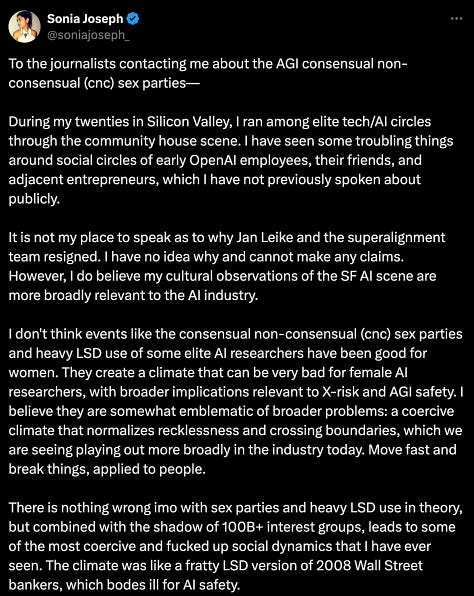 Sonia Joseph
@soniajoseph_
To the journalists contacting me about the AGI consensual non-
consensual (cnc) sex parties—
During my twenties in Silicon Valley, I ran among elite tech/AI circles
through the community house scene. I have seen some troubling things
around social circles of early OpenAI employees, their friends, and
adjacent entrepreneurs, which I have not previously spoken about
publicly.
It is not my place to speak as to why Jan Leike and the superalignment
team resigned. I have no idea why and cannot make any claims.
However, I do believe my cultural observations of the SF AI scene are
more broadly relevant to the AI industry.
I don't think events like the consensual non-consensual (cnc) sex parties
and heavy LSD use of some elite AI researchers have been good for
women. They create a climate that can be very bad for female AI
researchers, with broader implications relevant to X-risk and AGI safety. I
believe they are somewhat emblematic of broader problems: a coercive
climate that normalizes recklessness and crossing boundaries, which we
are seeing playing out more broadly in the industry today. Move fast and
break things, applied to people.
There is nothing wrong imo with sex parties and heavy LSD use in theory,
but combined with the shadow of 100B+ interest groups, leads to some
of the most coercive and fucked up social dynamics that I have ever
seen. The climate was like a fratty LSD version of 2008 Wall Street
bankers, which bodes ill for AI safety.